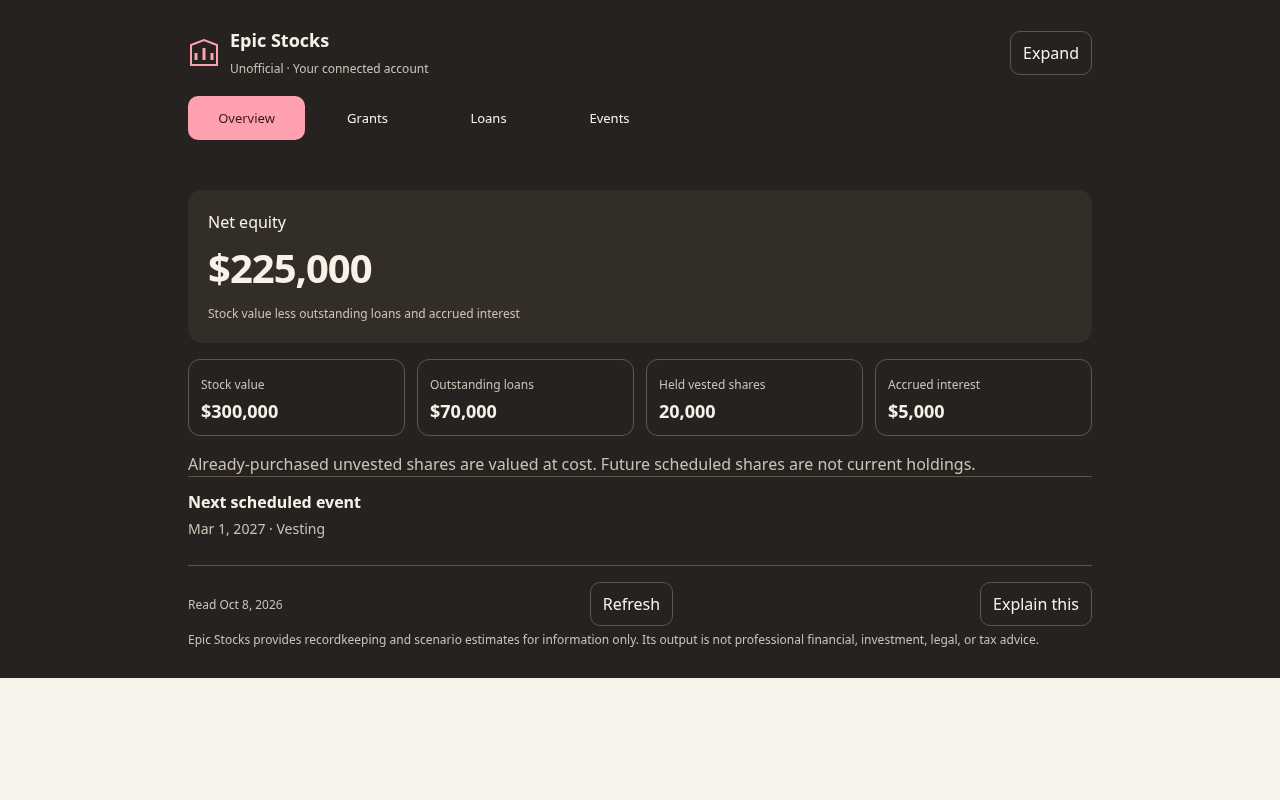 Epic Stocks
Unofficial · Your connected account
Expand
Overview
Grants
Loans
Events
Net equity
$225,000
Stock value less outstanding loans and accrued interest
Stock value
$300,000
Outstanding loans
$70,000
Held vested shares
20,000
Accrued interest
$5,000
Already-purchased unvested shares are valued at cost. Future scheduled shares are not current holdings.
Next scheduled event
Mar 1, 2027 · Vesting
Read Oct 8, 2026
Refresh
Explain this
Epic Stocks provides recordkeeping and scenario estimates for information only. Its output is not professional financial, investment, legal, or tax advice.